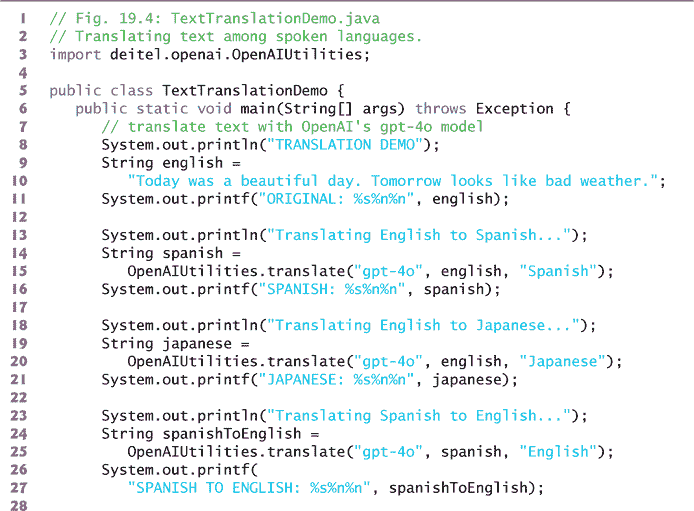 1 // Fig. 19.4: TextTranslationDemo.java
2 // Translating text among spoken languages.
3 import deitel.openai.OpenAIUtilities;
4
5 public class TextTranslationDemo {
6    public static void main(String[] args) throws Exception {
7       // translate text with OpenAI's gpt-4o model
8       System.out.println("TRANSLATION DEMO");
9       String english =
10          "Today was a beautiful day. Tomorrow looks like bad weather.";
11       System.out.printf("ORIGINAL: %s%n%n", english);
12
13       System.out.println("Translating English to Spanish...");
14       String spanish =
15          OpenAIUtilities.translate("gpt-4o", english, "Spanish");
16       System.out.printf("SPANISH: %s%n%n", spanish);
17
18       System.out.println("Translating English to Japanese...");
19       String japanese =
20          OpenAIUtilities.translate("gpt-4o", english, "Japanese");
21       System.out.printf("JAPANESE: %s%n%n", japanese);
22
23       System.out.println("Translating Spanish to English...");
24       String spanishToEnglish =
25          OpenAIUtilities.translate("gpt-4o", spanish, "English");
26       System.out.printf(
27          "SPANISH TO ENGLISH: %s%n%n", spanishToEnglish);
28